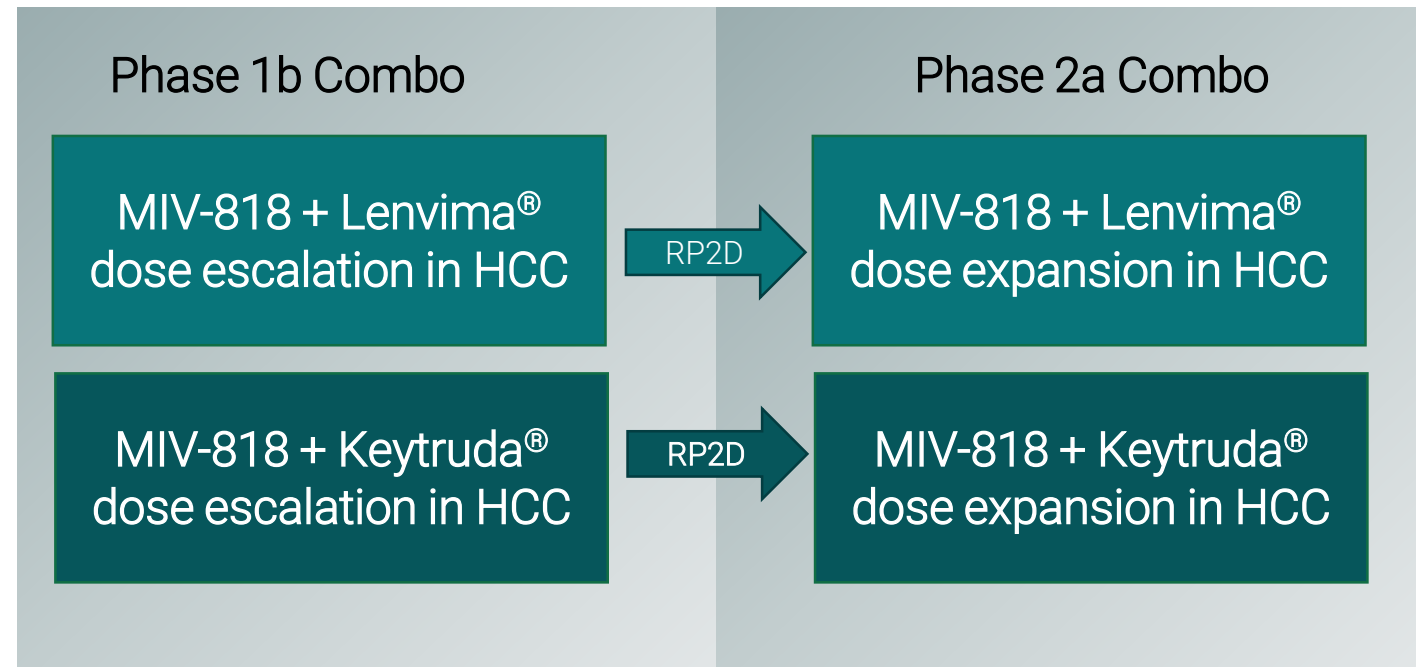 Phase 1b Combo
Phase 2a Combo
MIV-818 + Lenvima®
dose escalation in HCC
RP2D
MIV-818 + Lenvima®
dose expansion in HCC
MIV-818 + Keytruda®
dose escalation in HCC
RP2D
MIV-818 + Keytruda®
dose expansion in HCC